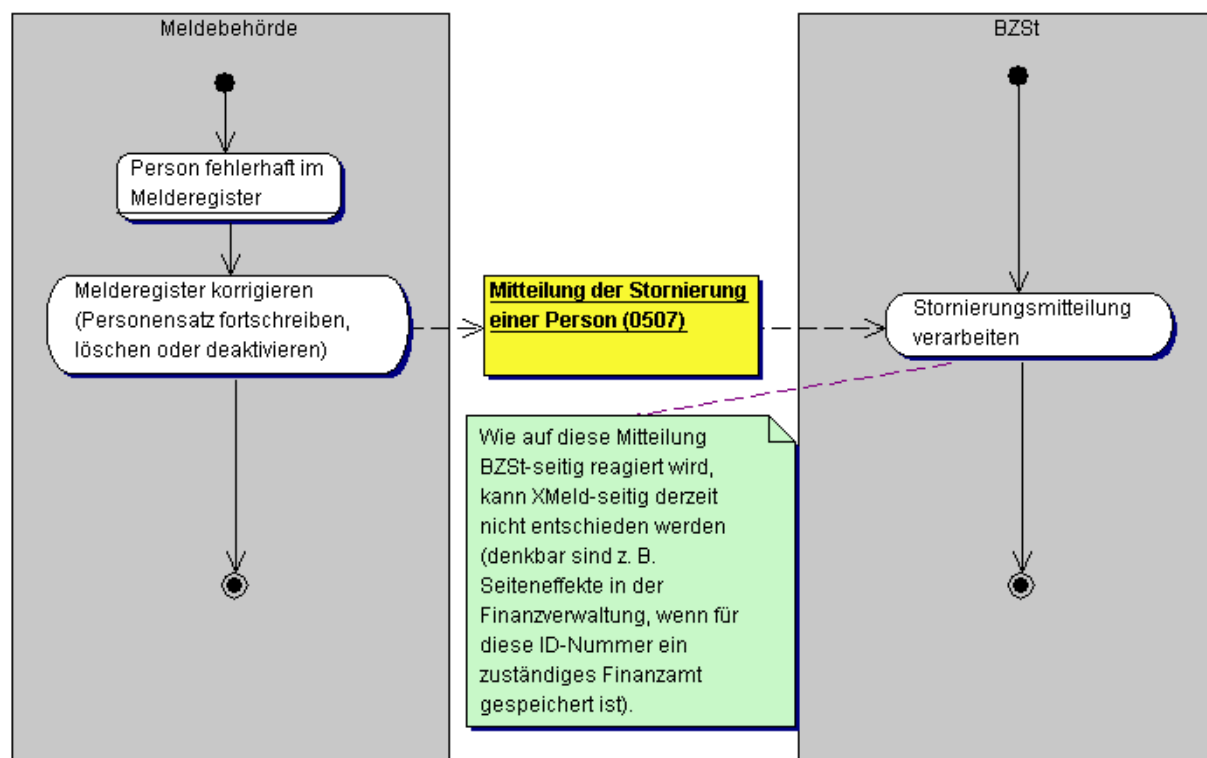 Meldebehörde
BZSt
Person fehlerhaft im
Melderegister
Melderegister korrigieren
(Personensatz fortschreiben,
löschen oder deaktivieren)
Mitteilung der Stornierung
einer Person (0507)
Stornierungsmitteilung
verarbeiten
Wie auf diese Mitteilung
BZSt-seitig reagiert wird,
kann XMeld-seitig derzeit
nicht entschieden werden
(denkbar sind z. B.
Seiteneffekte in der
Finanzverwaltung, wenn für
diese ID-Nummer ein
zuständiges Finanzamt
gespeichert ist).